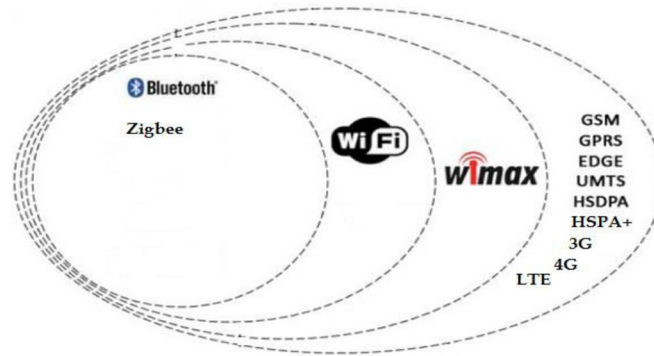 Bluetooth
Zigbee
WiFi
wimax
GSM
GPRS
EDGE
UMTS
HSDPA
HSPA+
3G
4G
LTE